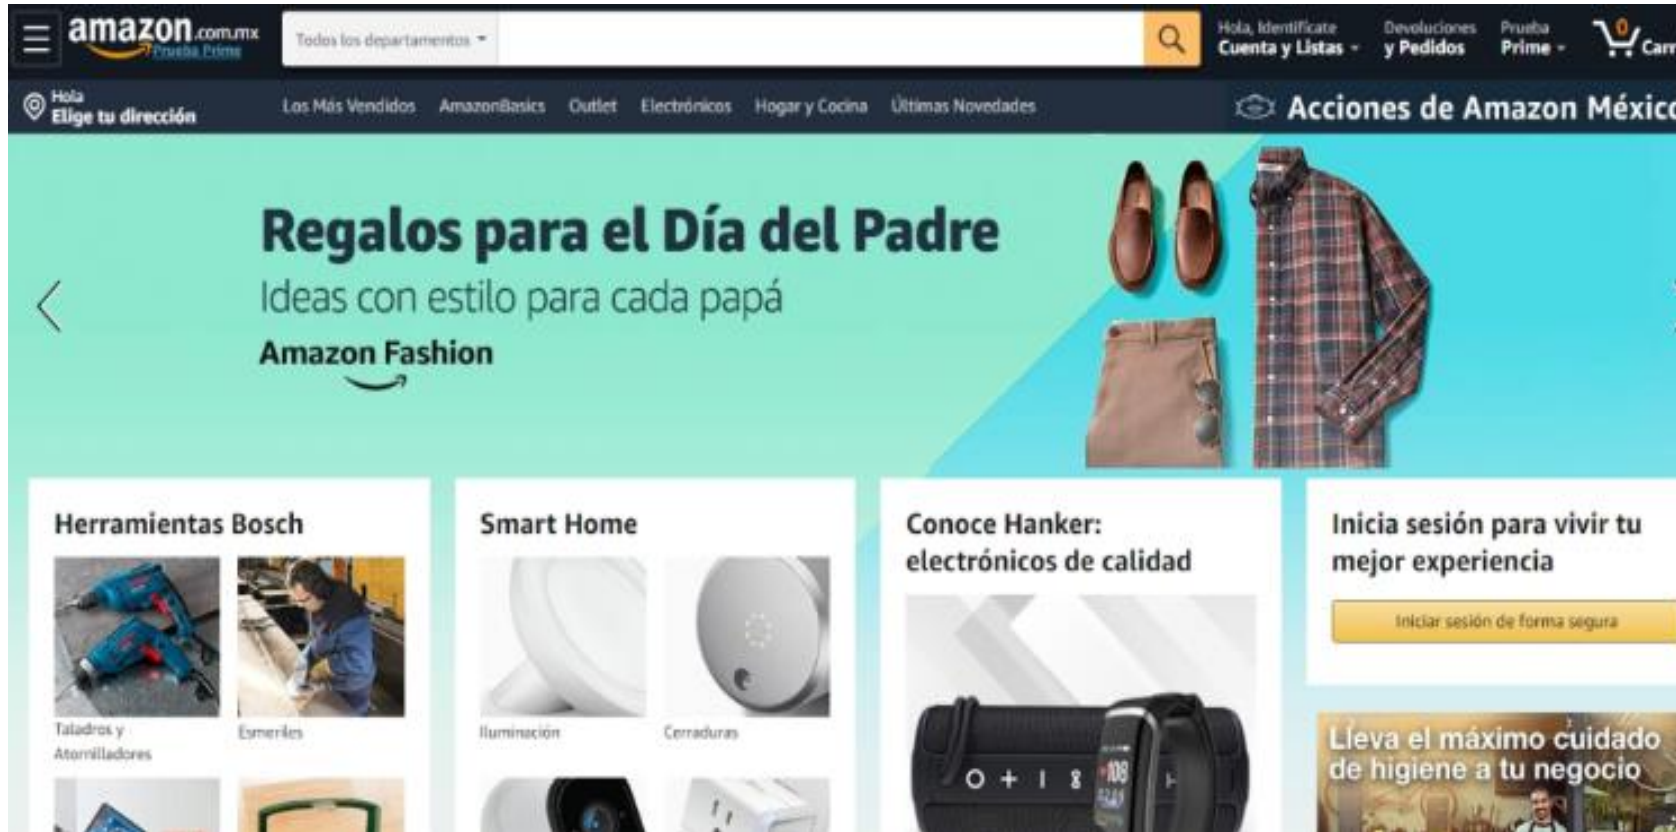 amazon.com.mx
Prueba Prime
Todos los departamentos
Hola, Identifícate
Cuenta y Listas
Devoluciones
y Pedidos
Prueba
Prime
0
Carr
Hola
Elige tu dirección
Los Más Vendidos
AmazonBasics
Outlet
Electrónicos
Hogar y Cocina
Últimas Novedades
Acciones de Amazon México
Regalos para el Día del Padre
Ideas con estilo para cada papá
Amazon Fashion
Herramientas Bosch
Taladros y
Atornilladores
Esmeriles
Smart Home
Iluminación
Cerraduras
Conoce Hanker:
electrónicos de calidad
108
Inicia sesión para vivir tu
mejor experiencia
Iniciar sesión de forma segura
Lleva el máximo cuidado
de higiene a tu negocio